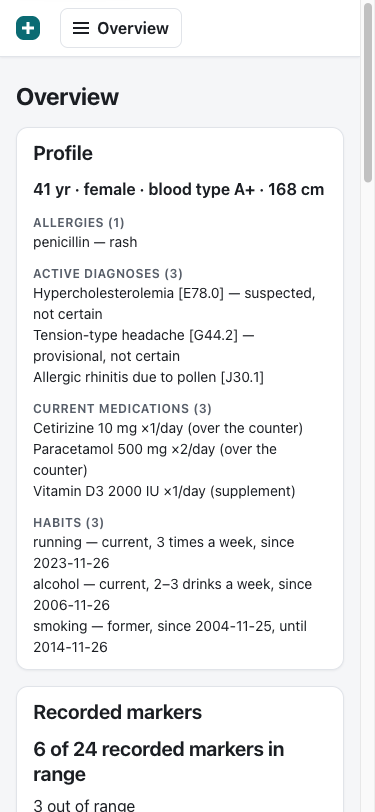 Overview
Overview
Profile
41 yr · female · blood type A+ · 168 cm
ALLERGIES (1)
penicillin — rash
ACTIVE DIAGNOSES (3)
Hypercholesterolemia [E78.0] — suspected,
not certain
Tension-type headache [G44.2] —
provisional, not certain
Allergic rhinitis due to pollen [J30.1]
CURRENT MEDICATIONS (3)
Cetirizine 10 mg ×1/day (over the counter)
Paracetamol 500 mg ×2/day (over the
counter)
Vitamin D3 2000 IU ×1/day (supplement)
HABITS (3)
running — current, 3 times a week, since
2023-11-26
alcohol — current, 2–3 drinks a week, since
2006-11-26
smoking — former, since 2004-11-25, until
2014-11-26
Recorded markers
6 of 24 recorded markers in
range
3 out of range